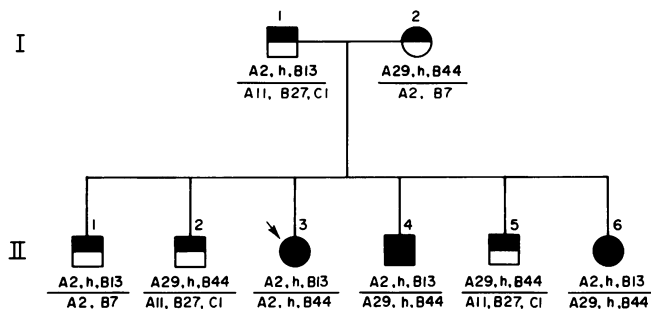 I
1
2
A2, h, B13
A11, B27, C1
A29, h, B44
A2, B7
II
1
2
3
4
5
6
A2, h, B13
A2, B7
A29, h, B44
A11, B27, C1
A2, h, B13
A2, h, B44
A2, h, B13
A29, h, B44
A29, h, B44
A11, B27, C1
A2, h, B13
A29, h, B44